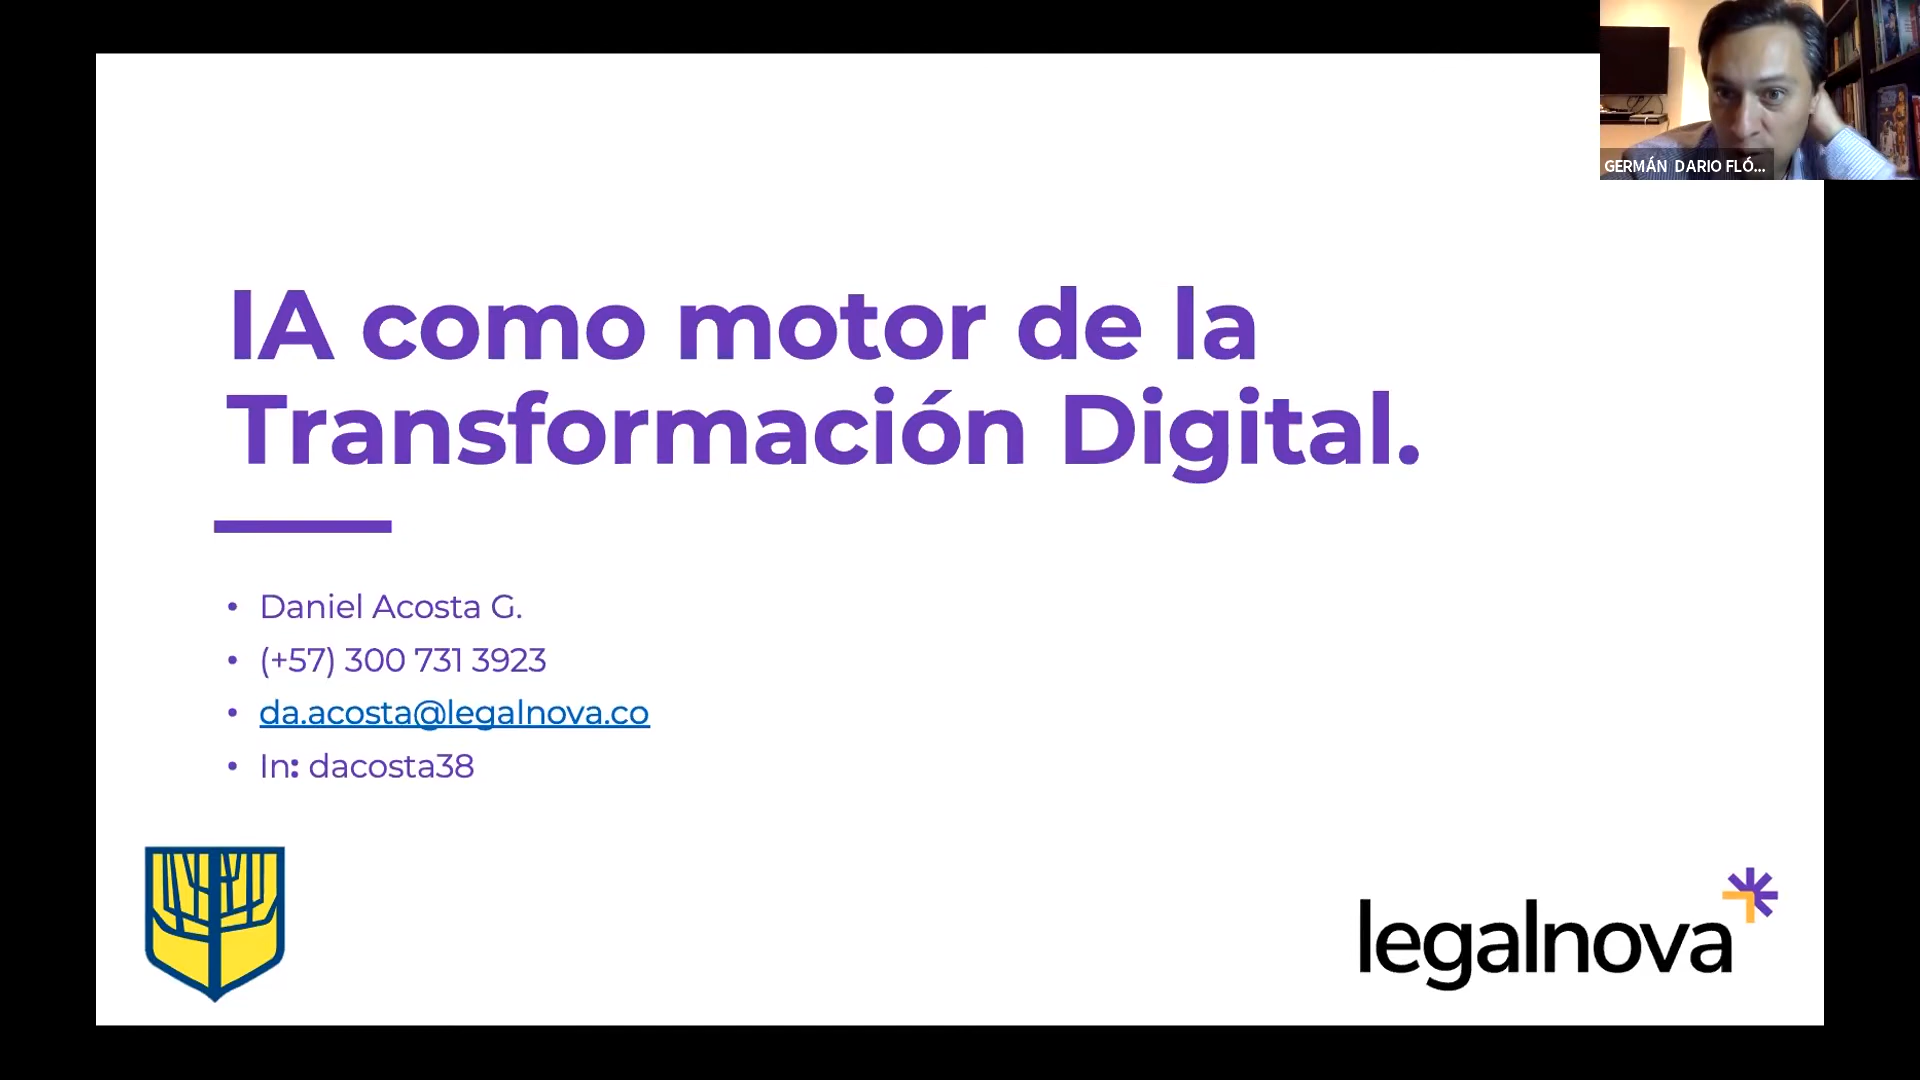 GERMÁN DARIO FLÓ...
IA como motor de la
Transformación Digital.
• Daniel Acosta G.
• (+57) 300 731 3923
• da.acosta@legalnova.co
• In: dacosta38
legalnova